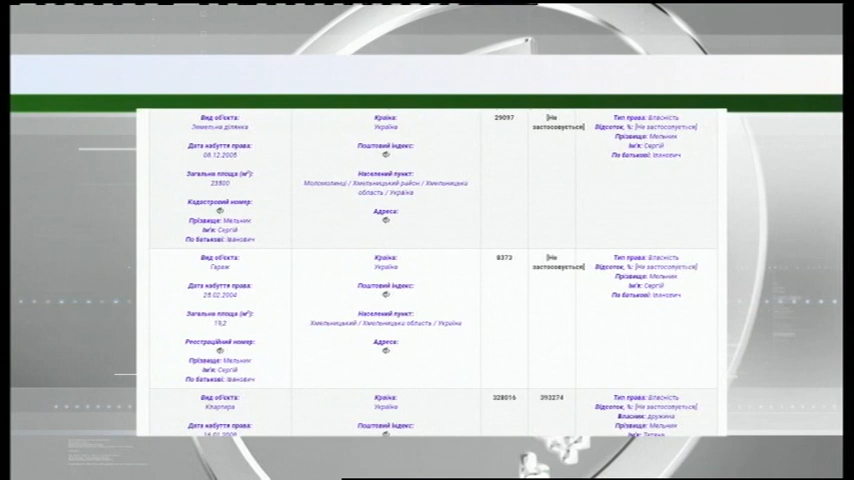 Вид об'єкта:
Земельна ділянка
Дата набуття права:
08.12.2005
Загальна площа (м²):
23800
Кадастровий номер:
Прізвище: Мельник
Ім'я: Сергій
По батькові: Іванович
Країна:
Україна
Поштовий індекс:
Населений пункт:
/ Хмельницький район / Хмельницька
область / Україна
Адреса:
29097
[Не
застосовується]
Тип права: Власність
Відсоток, %: [Не застосовується]
Прізвище: Мельник
Ім'я: Сергій
По батькові: Іванович
Вид об'єкта:
Гараж
Дата набуття права:
25.02.2004
Загальна площа (м²):
19,2
Реєстраційний номер:
Прізвище: Мельник
Ім'я: Сергій
По батькові: Іванович
Країна:
Україна
Поштовий індекс:
Населений пункт:
Хмельницький / Хмельницька область / Україна
Адреса:
8373
[Не
застосовується]
Тип права: Власність
Відсоток, %: [Не застосовується]
Прізвище: Мельник
Ім'я: Сергій
По батькові: Іванович
Вид об'єкта:
Квартира
Дата набуття права:
Країна:
Україна
Поштовий індекс:
328016
393274
Тип права: Власність
Відсоток, %: [Не застосовується]
Власник: дружина
Прізвище: Мельник
Ім'я: Тетяна